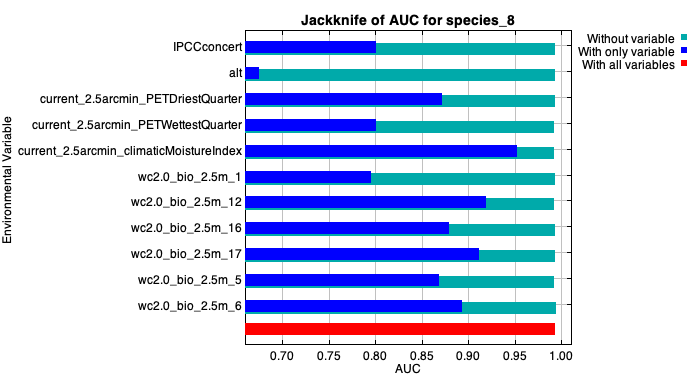 Jackknife of AUC for species_8
Without variable
With only variable
With all variables
Environmental Variable
IPCCconcert
alt
current_2.5arcmin_PETDriestQuarter
current_2.5arcmin_PETWettestQuarter
current_2.5arcmin_climaticMoistureIndex
wc2.0_bio_2.5m_1
wc2.0_bio_2.5m_12
wc2.0_bio_2.5m_16
wc2.0_bio_2.5m_17
wc2.0_bio_2.5m_5
wc2.0_bio_2.5m_6
0.70 0.75 0.80 0.85 0.90 0.95 1.00
AUC